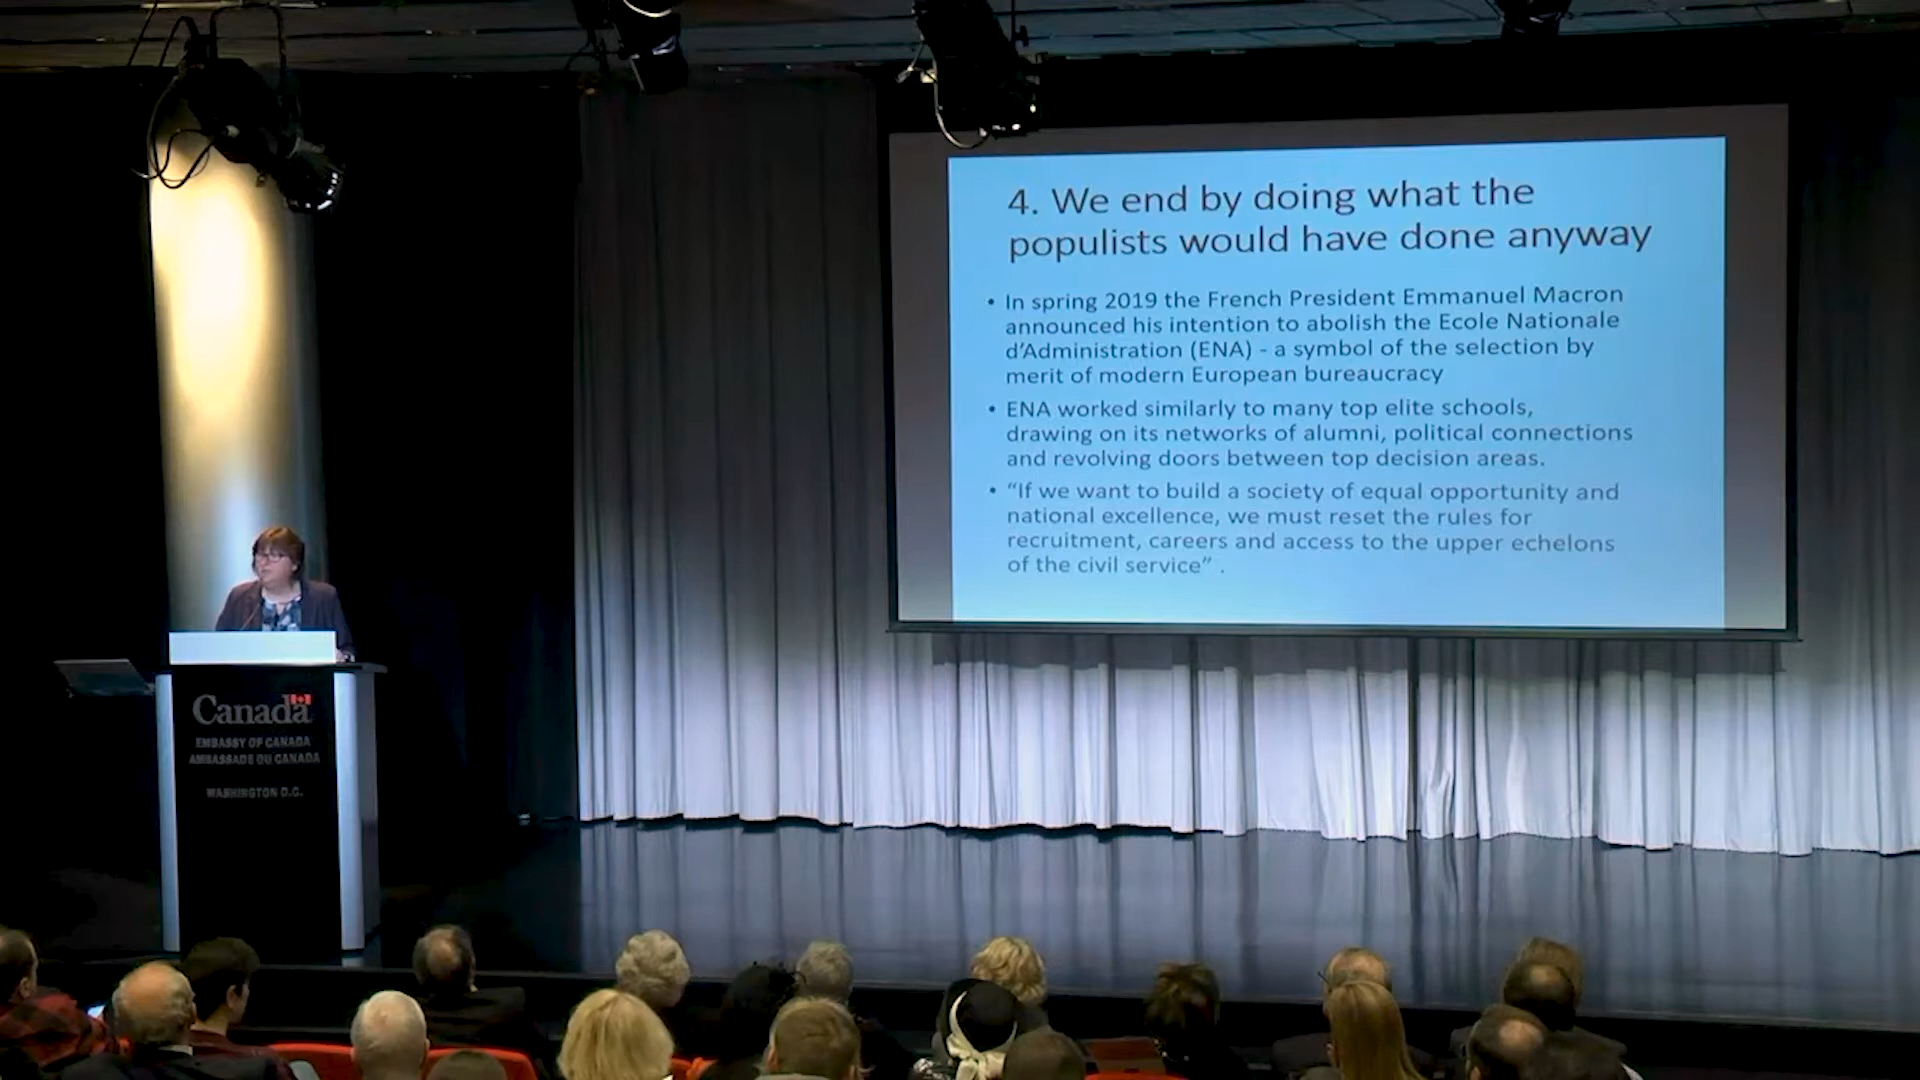 4. We end by doing what the
populists would have done anyway
• In spring 2019 the French President Emmanuel Macron
announced his intention to abolish the Ecole Nationale
d’Administration (ENA) - a symbol of the selection by
merit of modern European bureaucracy
• ENA worked similarly to many top elite schools,
drawing on its networks of alumni, political connections
and revolving doors between top decision areas.
• “If we want to build a society of equal opportunity and
national excellence, we must reset the rules for
recruitment, careers and access to the upper echelons
of the civil service” .
Canada
EMBASSY OF CANADA
AMBASSADE DU CANADA
WASHINGTON D.C.